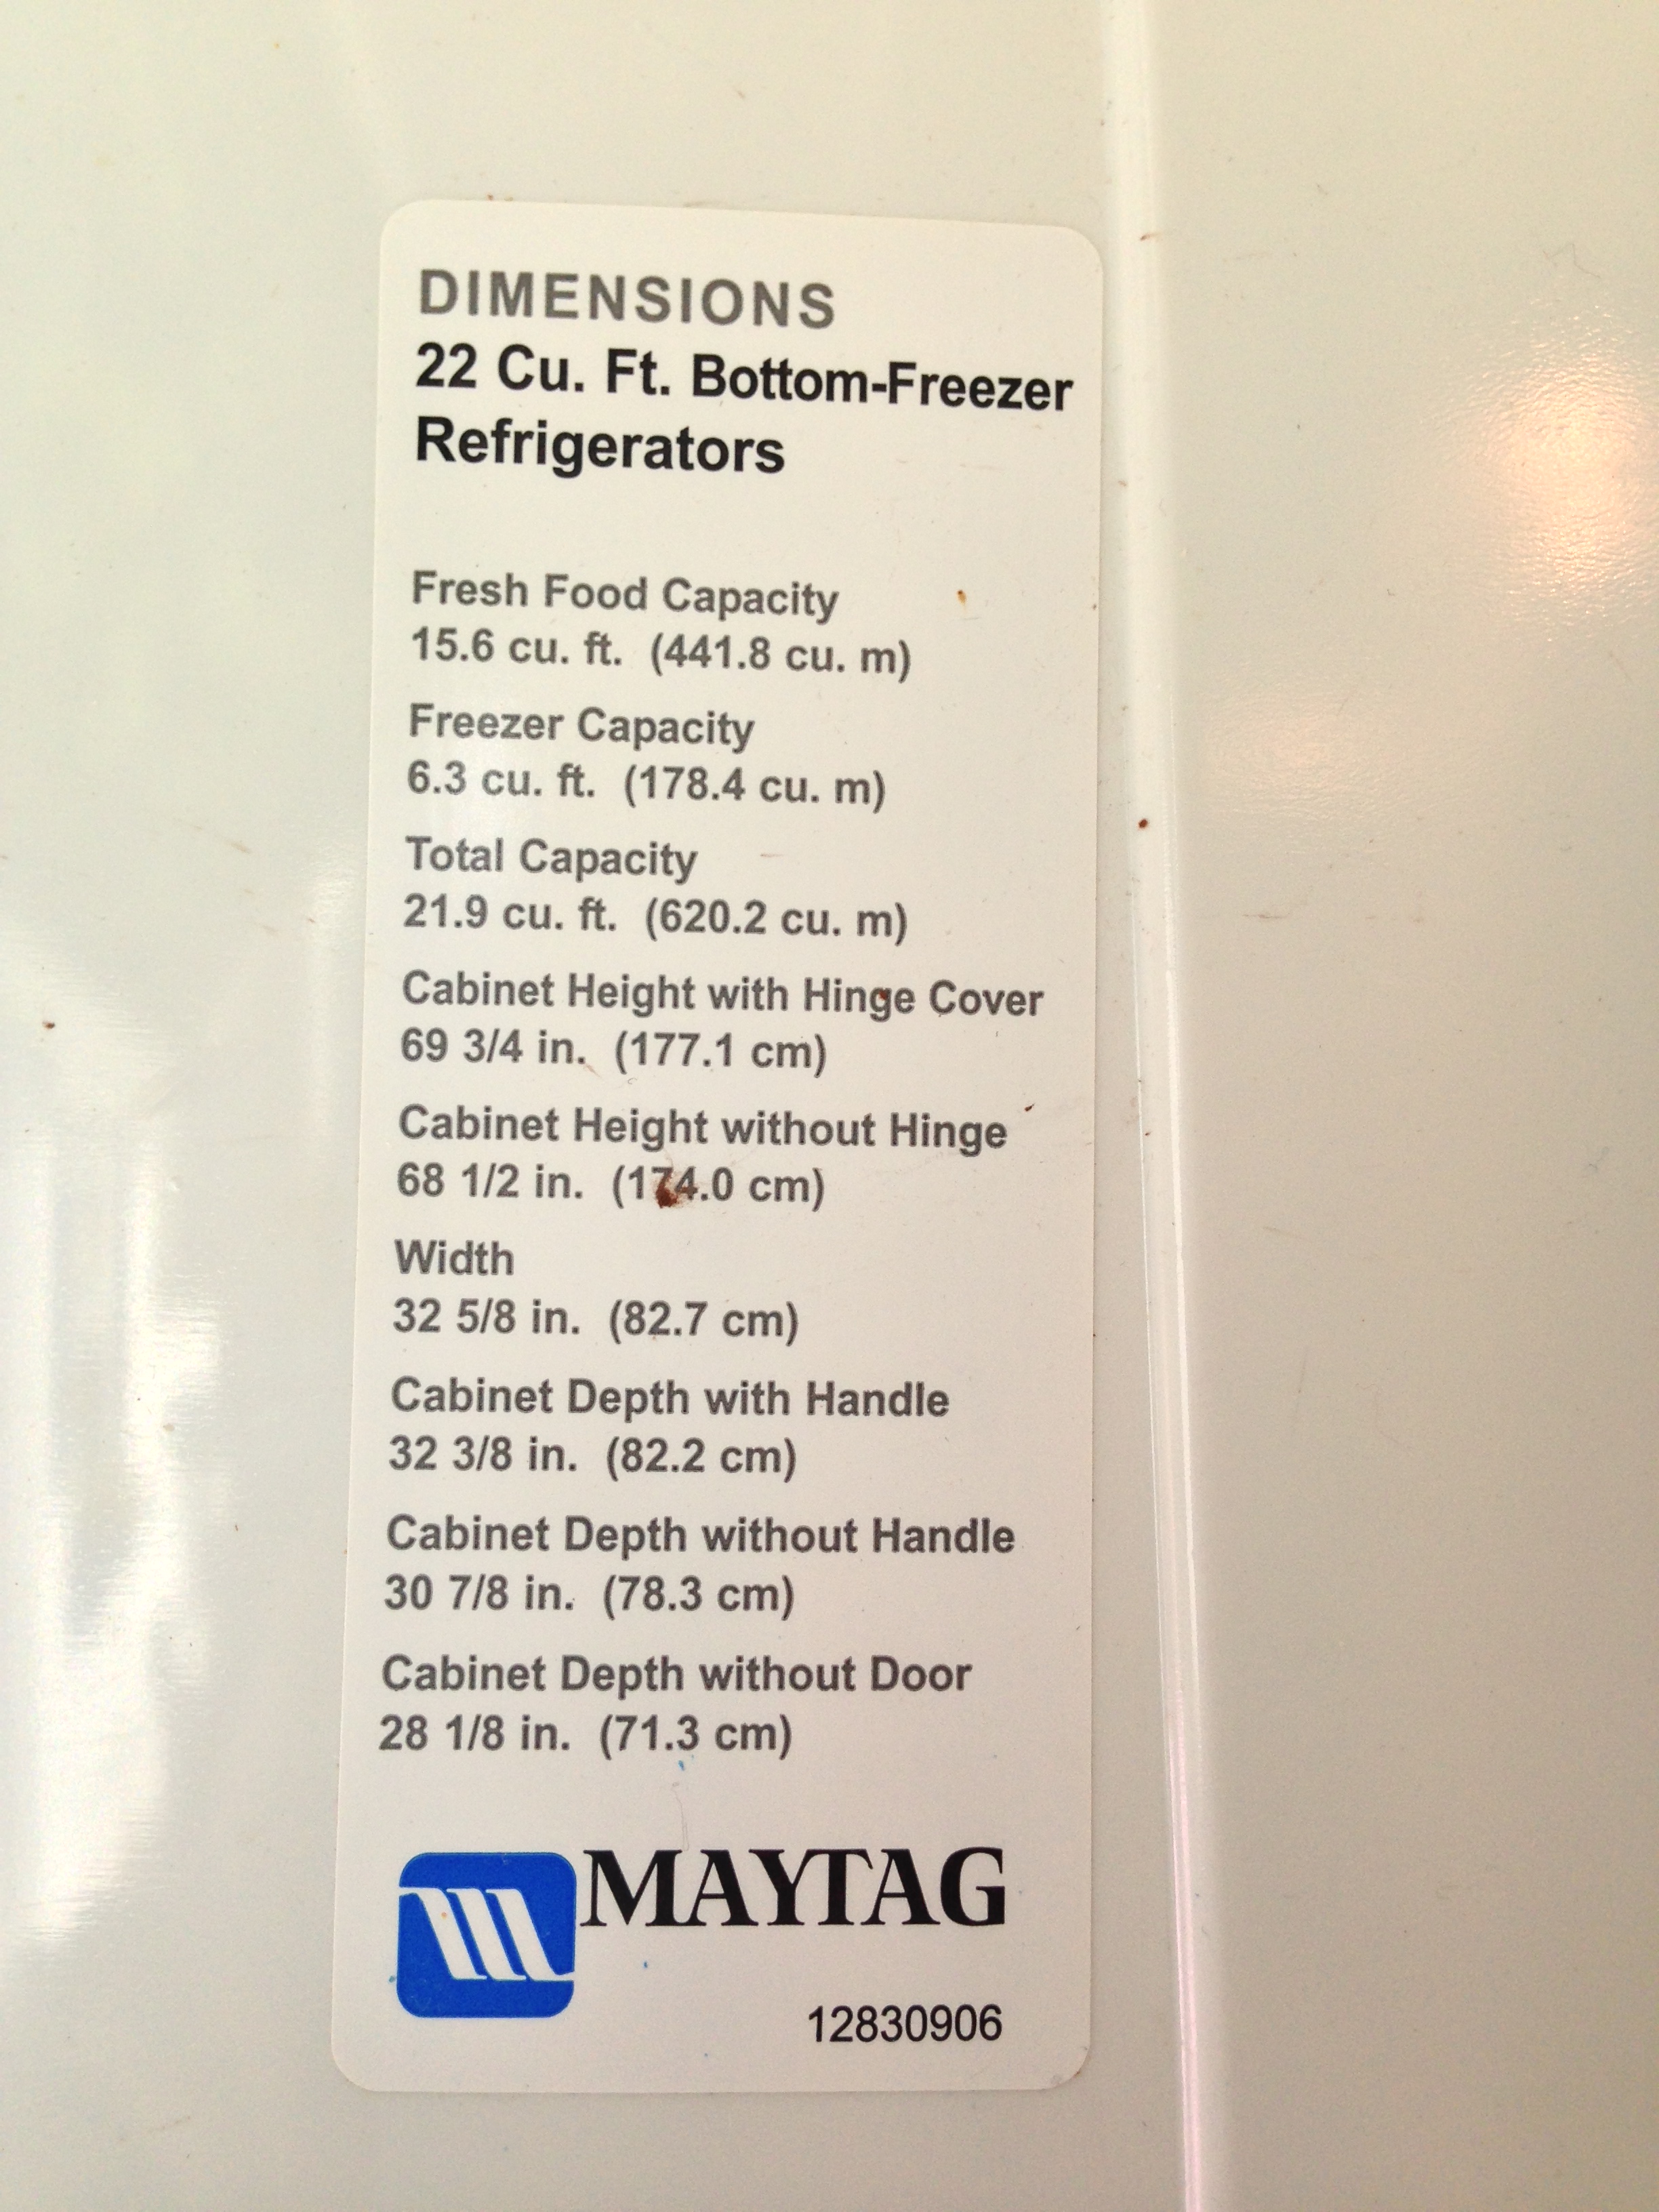 DIMENSIONS
22 Cu. Ft. Bottom-Freezer
Refrigerators
Fresh Food Capacity
15.6 cu. ft. (441.8 cu. m)
Freezer Capacity
6.3 cu. ft. (178.4 cu. m)
Total Capacity
21.9 cu. ft. (620.2 cu. m)
Cabinet Height with Hinge Cover
69 3/4 in. (177.1 cm)
Cabinet Height without Hinge
68 1/2 in. (174.0 cm)
Width
32 5/8 in. (82.7 cm)
Cabinet Depth with Handle
32 3/8 in. (82.2 cm)
Cabinet Depth without Handle
30 7/8 in. (78.3 cm)
Cabinet Depth without Door
28 1/8 in. (71.3 cm)
MAYTAG
12830906